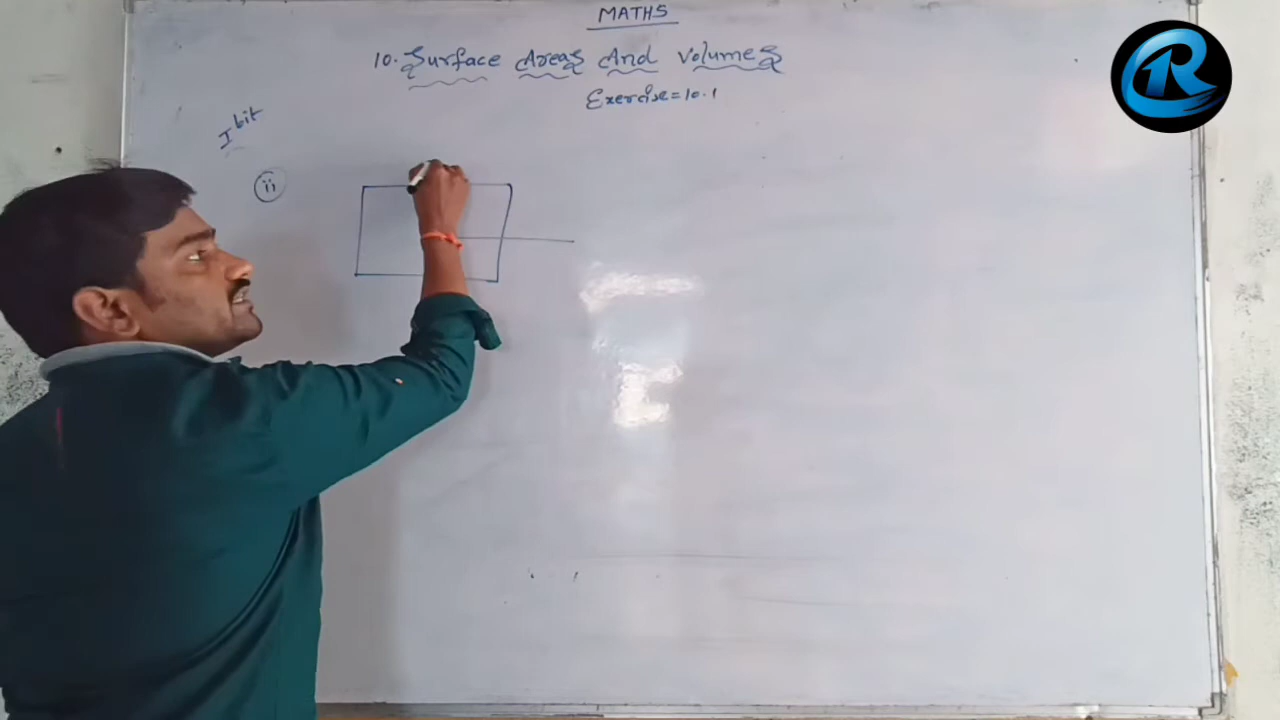 MATHS
10. Surface Areas And Volumes
Exercise=10.1
I bit
ii
R